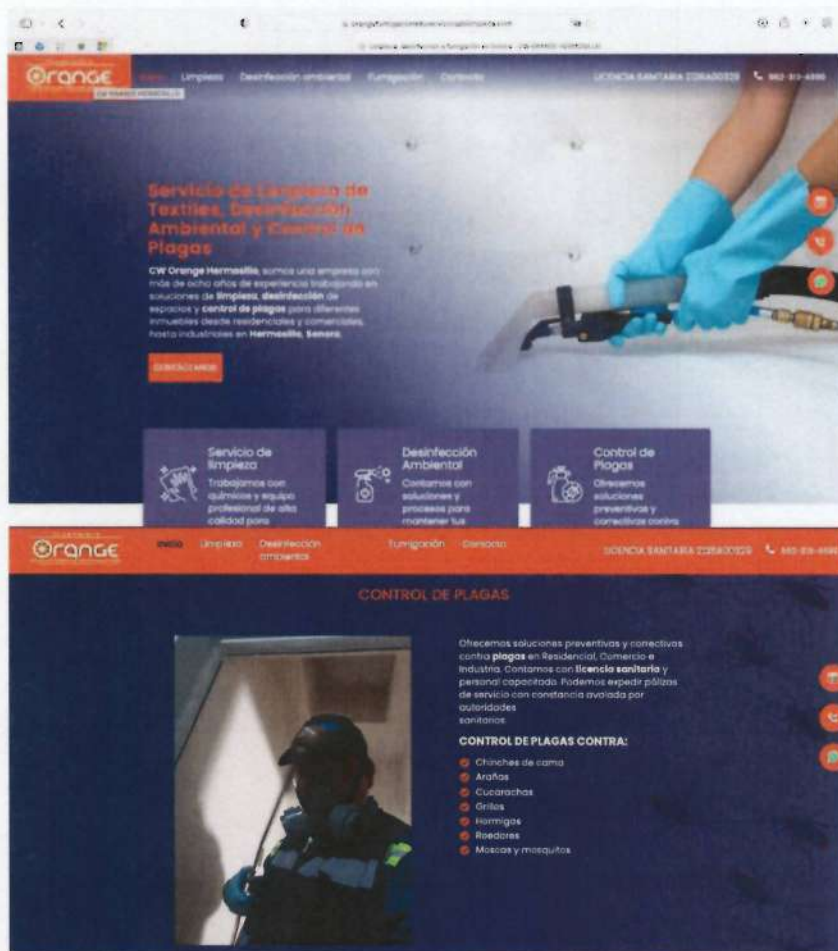 Orange
Inicio Limpieza Desinfección ambiental Fumigación Contacto
LICENCIA SANITARIA
CW ORANGE HERMOSILLO
Servicio de Limpieza de
Textiles, Desinfección
Ambiental y Control de
Plagas
CW Orange Hermosillo, somos una empresa con
más de ocho años de experiencia trabajando en
soluciones de limpieza, desinfección de
espacios y control de plagas para diferentes
inmuebles desde residenciales y comerciales,
hasta industriales en Hermosillo, Sonora.
CONTÁCTANOS
Servicio de
limpieza
Trabajamos con
químicos y equipo
profesional de alta
calidad para
Desinfección
Ambiental
Contamos con
soluciones y
procesos para
mantener tus
Control de
Plagas
Ofrecemos
soluciones
preventivas y
correctivas contra
Orange
Inicio Limpieza Desinfección
ambiental
Fumigación Contacto
LICENCIA SANITARIA
CONTROL DE PLAGAS
Ofrecemos soluciones preventivas y correctivas
contra plagas en Residencial, Comercio e
Industria. Contamos con licencia sanitaria y
personal capacitado. Podemos expedir pólizas
de servicio con constancia avalada por
autoridades
sanitarias.
CONTROL DE PLAGAS CONTRA:
Chinches de cama
Arañas
Cucarachas
Grillos
Hormigas
Roedores
Moscas y mosquitos